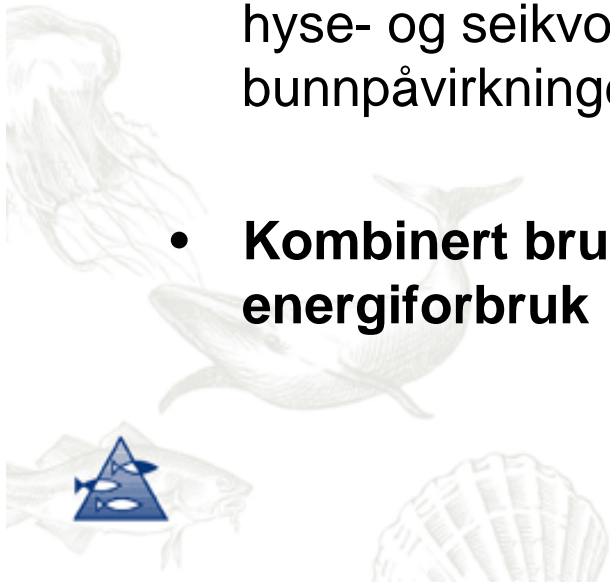 hyse- og seikvo
bunnpåvirkning
• Kombinert bru
energiforbruk